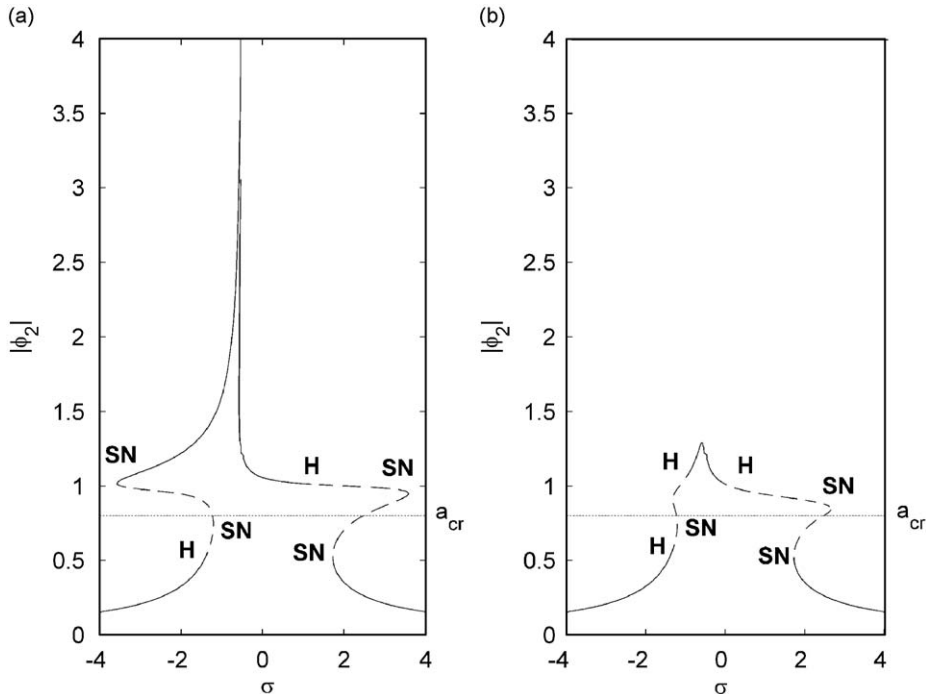 (a)
4
3.5
3
2.5
2
1.5
1
0.5
0
|ϕ₂|
SN
H
SN
SN
H
SN
a_cr
-4 -2 0 2 4
σ
(b)
4
3.5
3
2.5
2
1.5
1
0.5
0
|ϕ₂|
H
H
SN
SN
H
SN
a_cr
-4 -2 0 2 4
σ